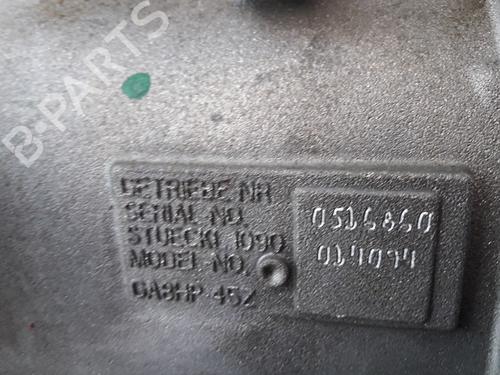 B-PARTS
GETRIEBE NR
SERIAL NO.
STUECKL 1090
MODEL-NO.
GA8HP 45Z